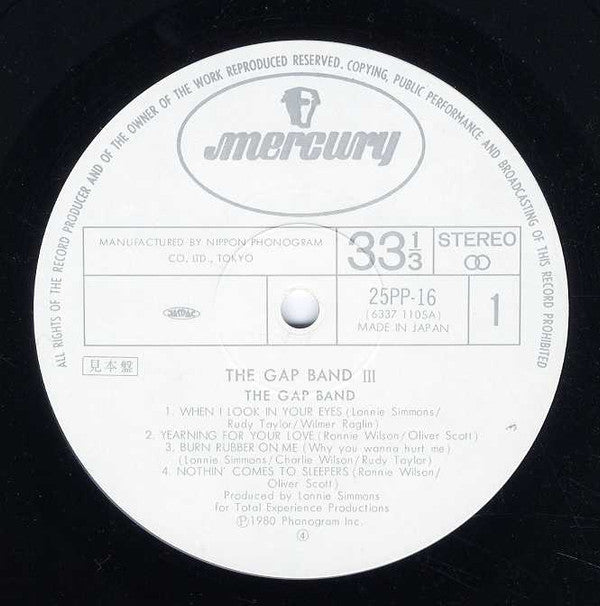 ALL RIGHTS OF THE RECORD PRODUCER AND OF THE OWNER OF THE WORK REPRODUCED RESERVED. COPYING, PUBLIC PERFORMANCE AND BROADCASTING OF THIS RECORD PROHIBITED
mercury
MANUFACTURED BY NIPPON PHONOGRAM
CO. LTD., TOKYO
33 1/3
STEREO
25PP-16
(6337 1105A)
MADE IN JAPAN
1
見本盤
THE GAP BAND III
THE GAP BAND
1. WHEN I LOOK IN YOUR EYES (Lonnie Simmons/
Rudy Taylor/Wilmer Raglin)
2. YEARNING FOR YOUR LOVE (Ronnie Wilson/Oliver Scott)
3. BURN RUBBER ON ME (Why you wanna hurt me)
(Lonnie Simmons/Charlie Wilson/Rudy Taylor)
4. NOTHIN' COMES TO SLEEPERS (Ronnie Wilson/
Oliver Scott)
Produced by Lonnie Simmons
for Total Experience Productions
Ⓟ1980 Phonogram Inc.
④